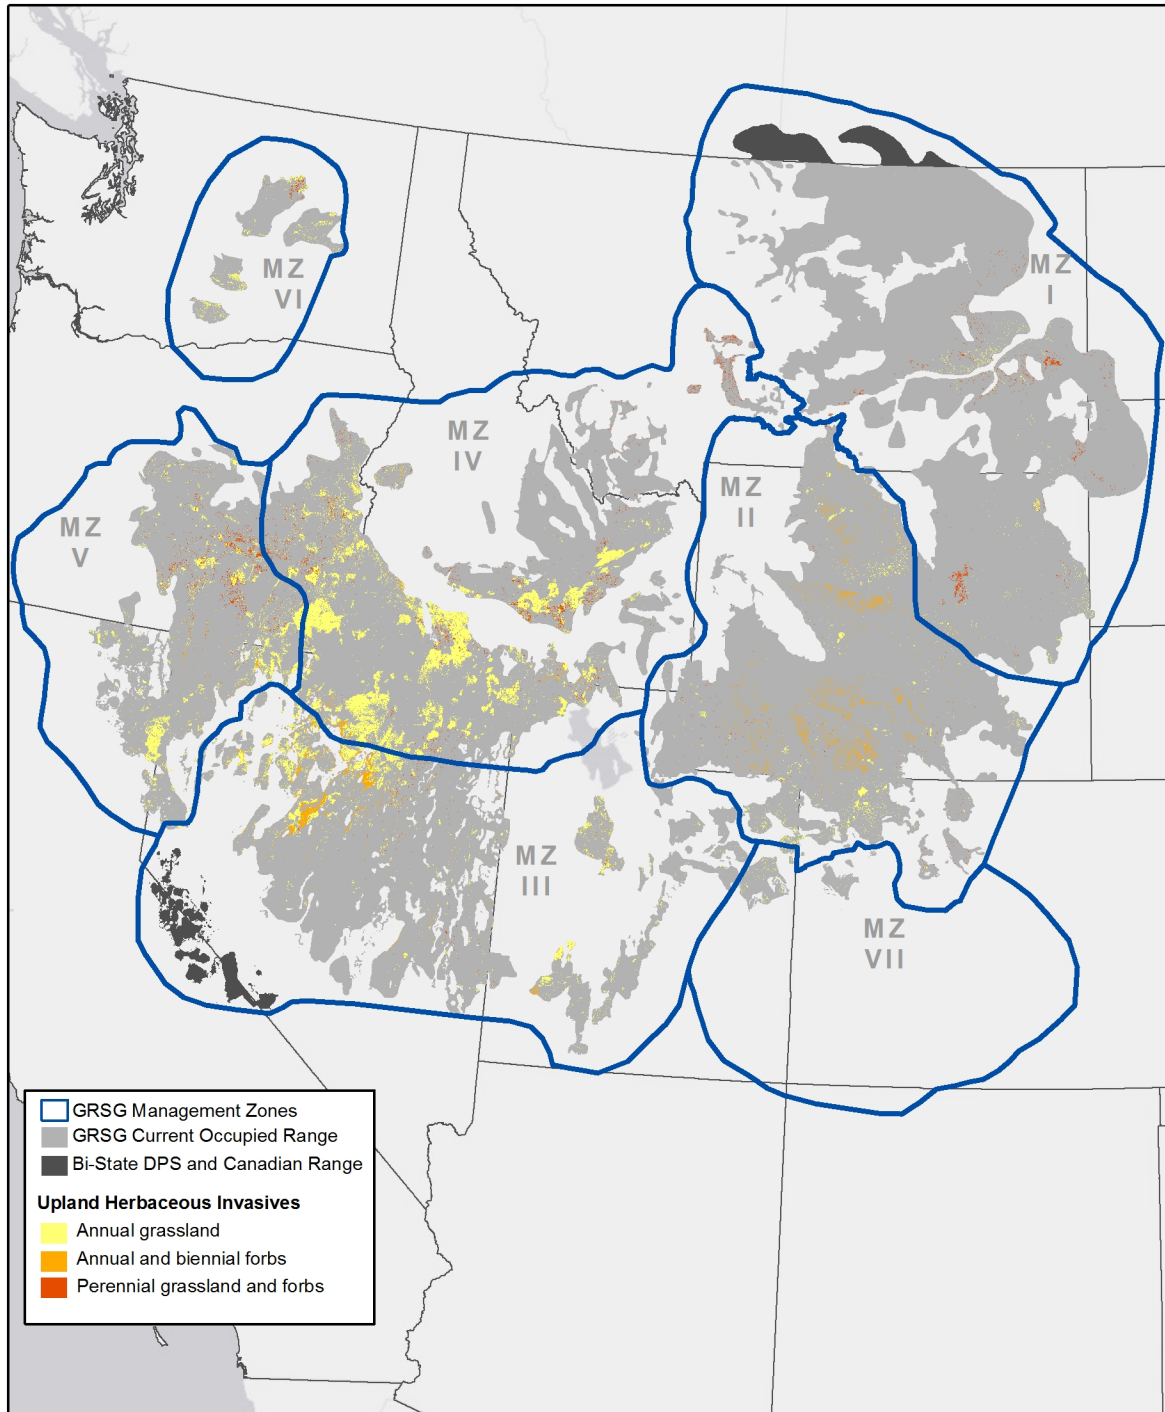 MZ
VI
MZ
I
MZ
IV
MZ
II
MZ
V
MZ
III
MZ
VII
GRSG Management Zones
GRSG Current Occupied Range
Bi-State DPS and Canadian Range
Upland Herbaceous Invasives
Annual grassland
Annual and biennial forbs
Perennial grassland and forbs